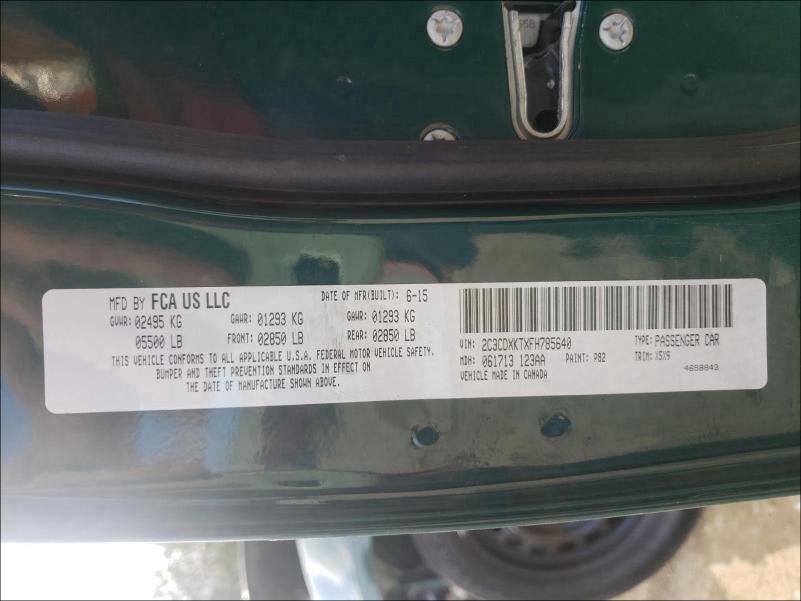 MFD BY FCA US LLC DATE OF MFR(BUILT): 6-15
GVWR: 02495 KG GAWR: 01293 KG GAWR: 01293 KG
05500 LB FRONT: 02850 LB REAR: 02850 LB
THIS VEHICLE CONFORMS TO ALL APPLICABLE U.S.A. FEDERAL MOTOR VEHICLE SAFETY,
BUMPER AND THEFT PREVENTION STANDARDS IN EFFECT ON
THE DATE OF MANUFACTURE SHOWN ABOVE.
VIN: 2C3CDXKTXFH785640 TYPE: PASSENGER CAR
MDH: 061713 123AA PAINT: PB2 TRIM: X5X9
VEHICLE MADE IN CANADA 4658843